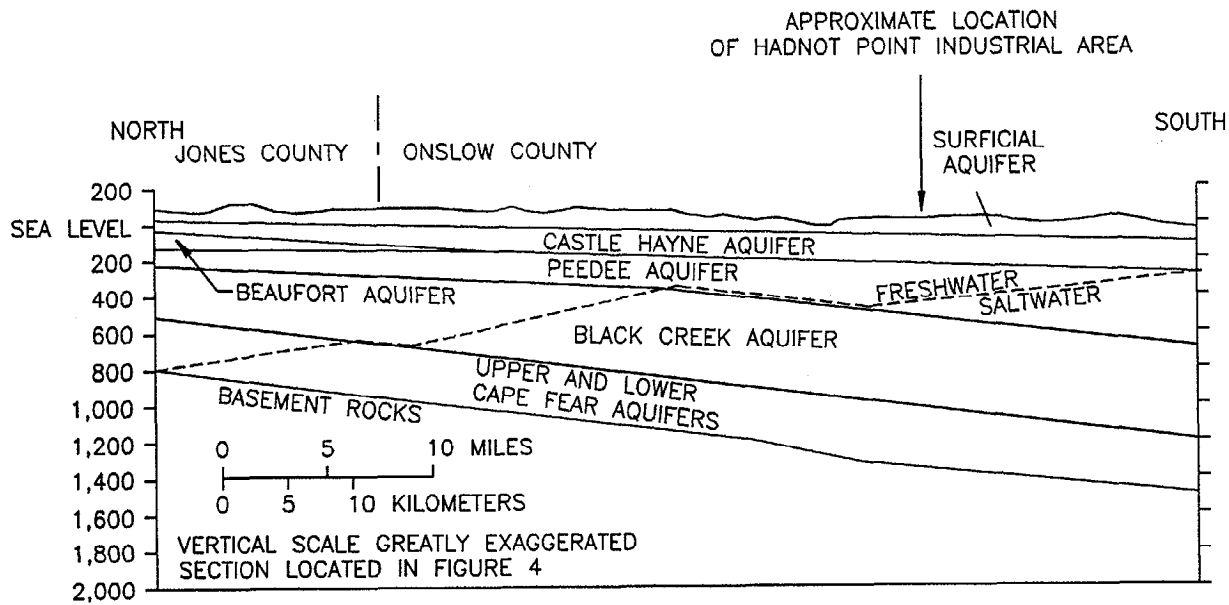 APPROXIMATE LOCATION
OF HADNOT POINT INDUSTRIAL AREA
NORTH
SOUTH
JONES COUNTY
ONSLOW COUNTY
SURFICIAL
AQUIFER
200
SEA LEVEL
200
400
600
800
1,000
1,200
1,400
1,600
1,800
2,000
CASTLE HAYNE AQUIFER
PEEDEE AQUIFER
BEAUFORT AQUIFER
FRESHWATER
SALTWATER
BLACK CREEK AQUIFER
UPPER AND LOWER
CAPE FEAR AQUIFERS
BASEMENT ROCKS
0 5 10 MILES
0 5 10 KILOMETERS
VERTICAL SCALE GREATLY EXAGGERATED
SECTION LOCATED IN FIGURE 4